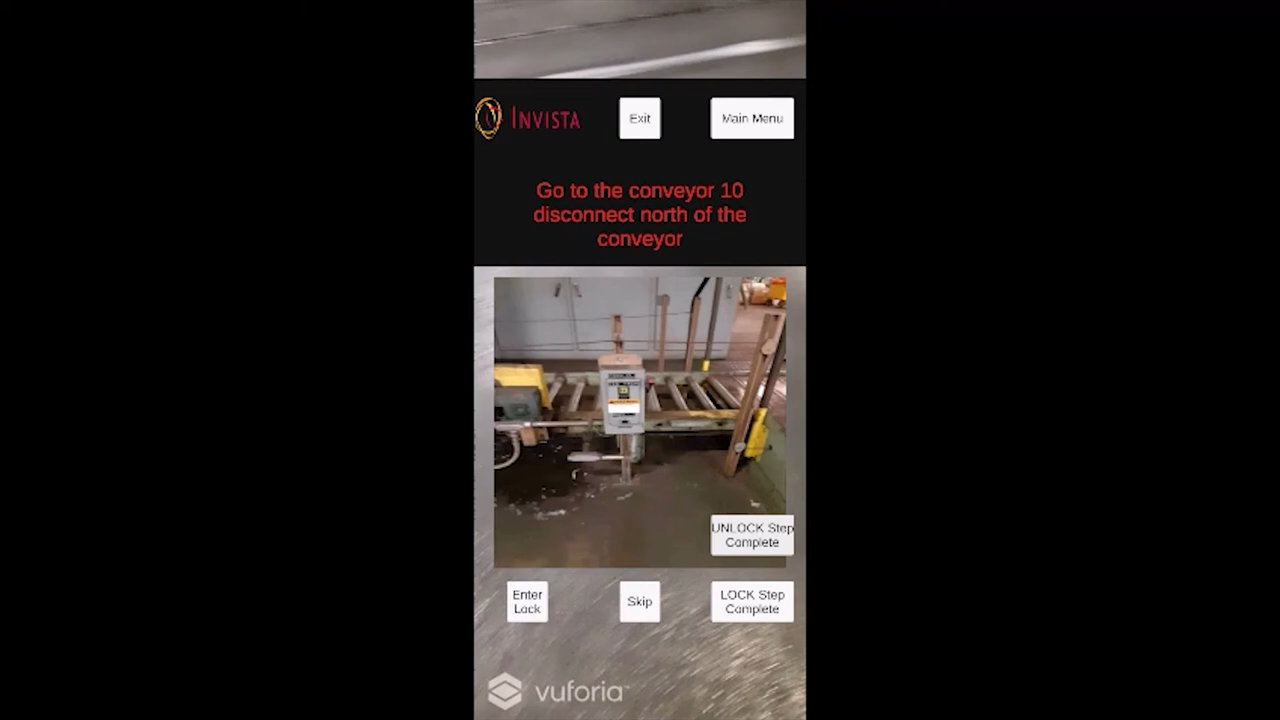 INVISTA
Exit
Main Menu
Go to the conveyor 10
disconnect north of the
conveyor
UNLOCK Step
Complete
Enter
Lock
Skip
LOCK Step
Complete
vuforia™